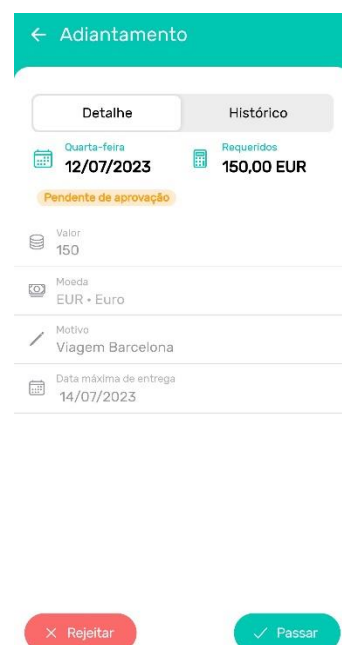 Adiantamento
Detalhe Histórico
Quarta-feira Requeridos
12/07/2023 150,00 EUR
Pendente de aprovação
Valor
150
Moeda
EUR • Euro
Motivo
Viagem Barcelona
Data máxima de entrega
14/07/2023
Rejeitar Passar